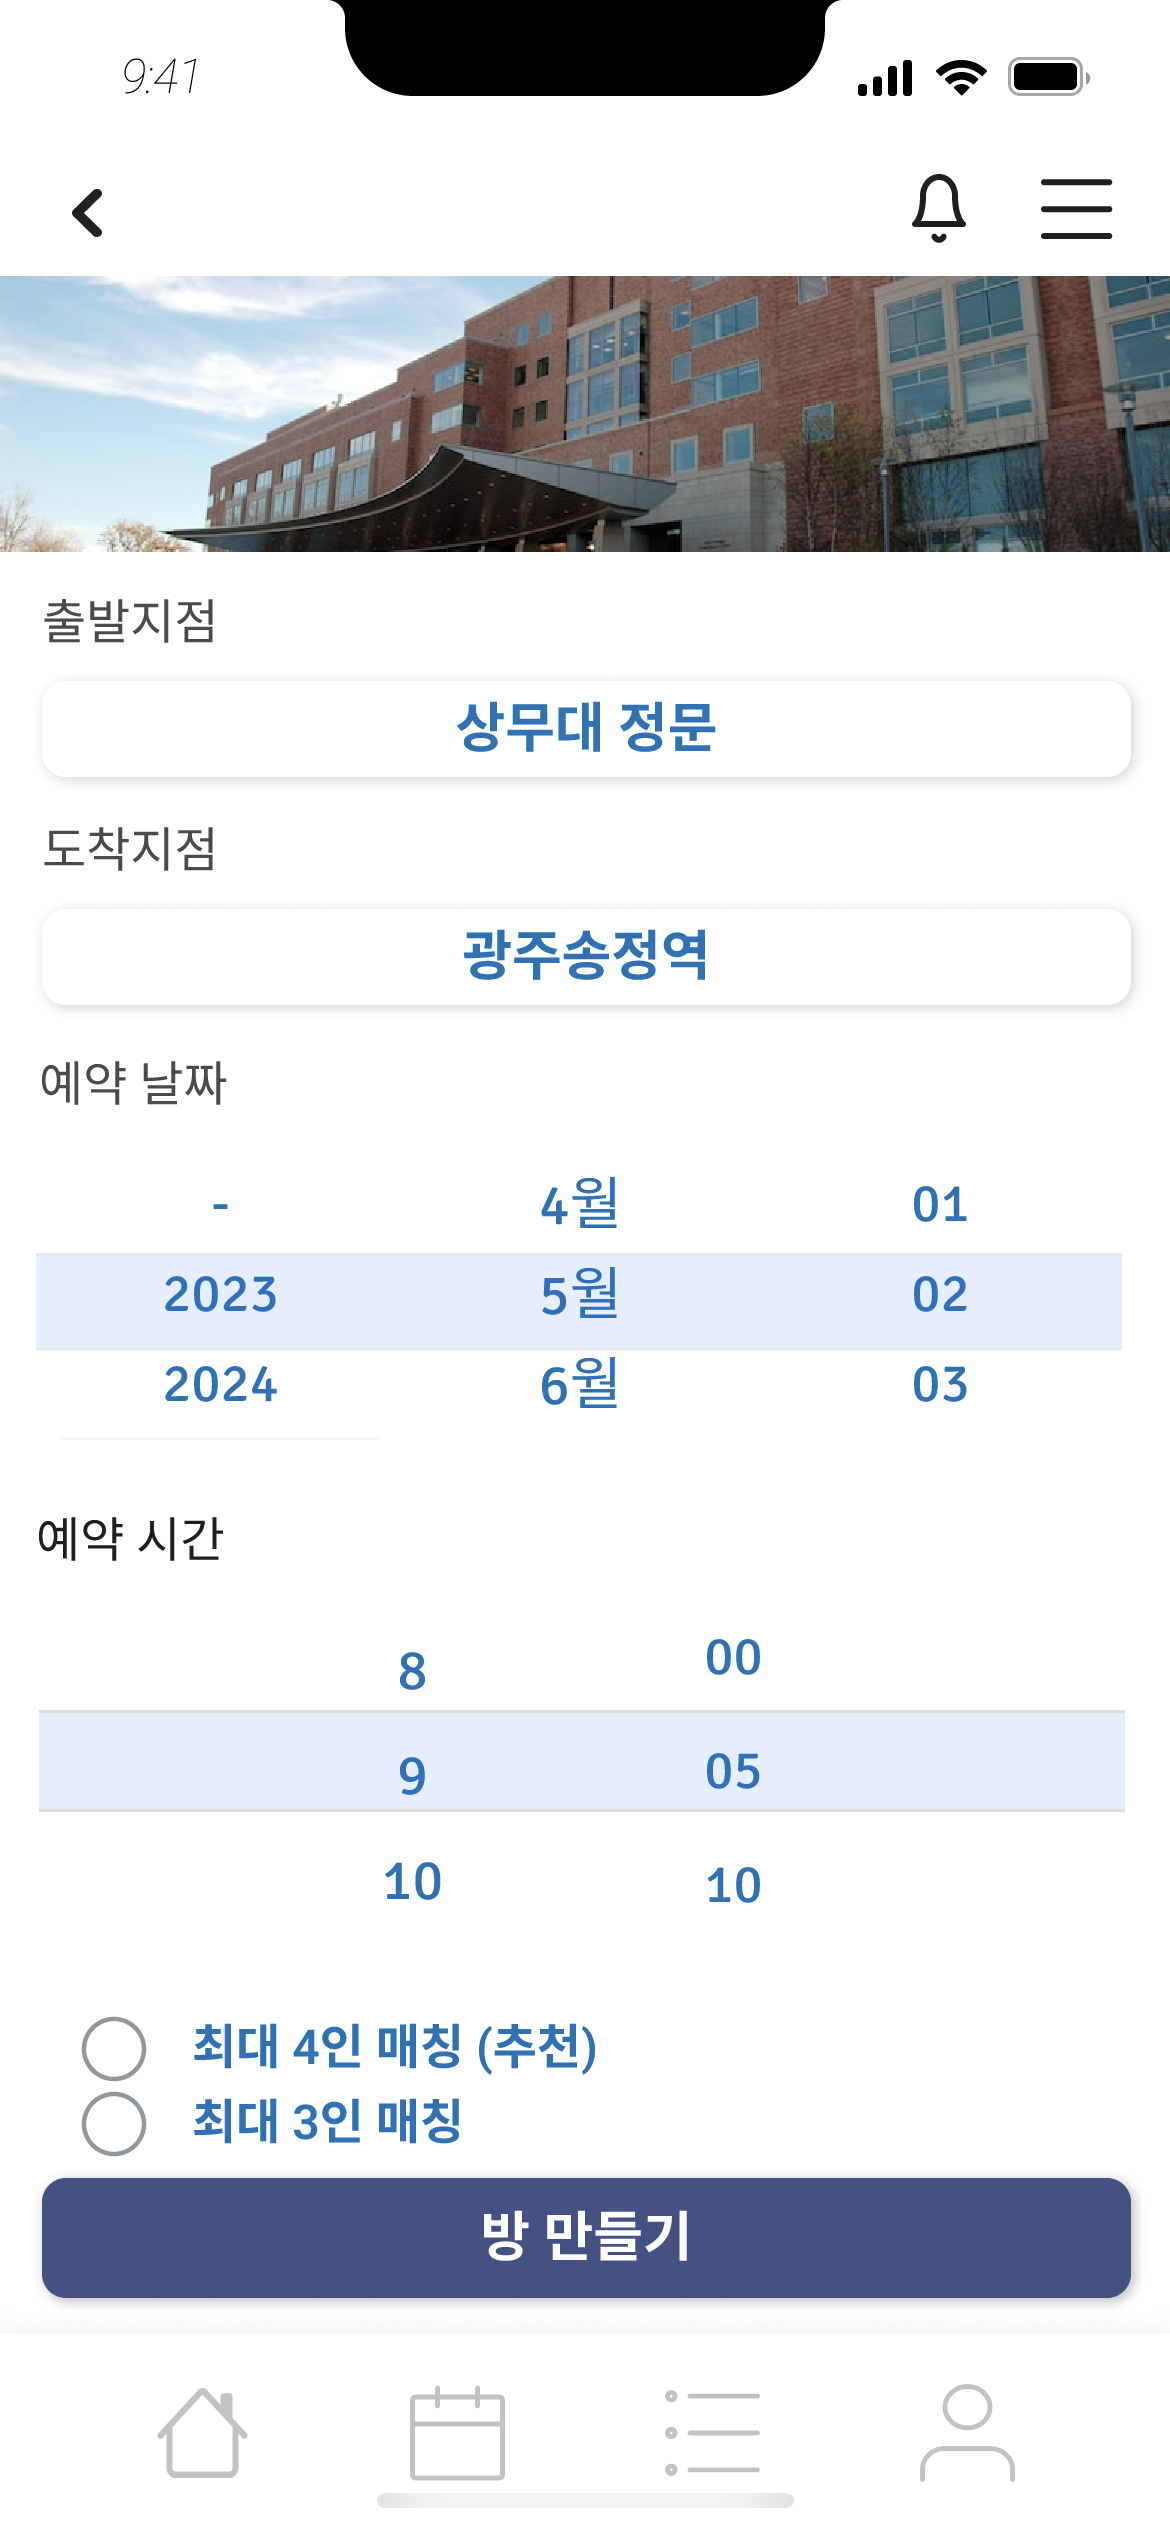 9:41
출발지점
상무대 정문
도착지점
광주송정역
예약 날짜
- 4월 01
2023 5월 02
2024 6월 03
예약 시간
8 00
9 05
10 10
최대 4인 매칭 (추천)
최대 3인 매칭
방 만들기